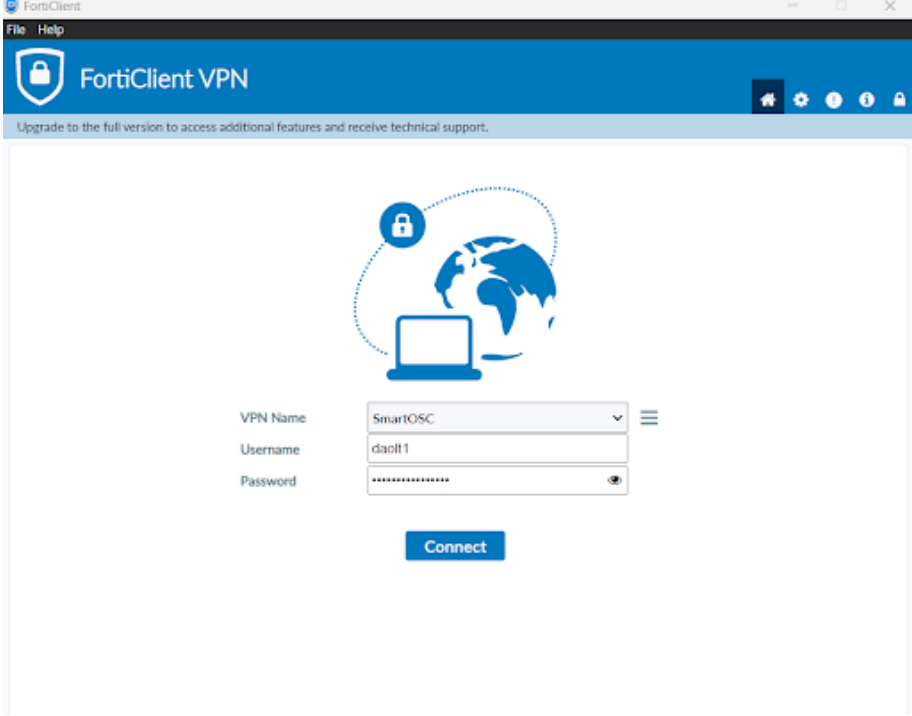 FortiClient
File Help
FortiClient VPN
Upgrade to the full version to access additional features and receive technical support.
VPN Name SmartOSC
Username daolt1
Password ••••••••••••••••
Connect